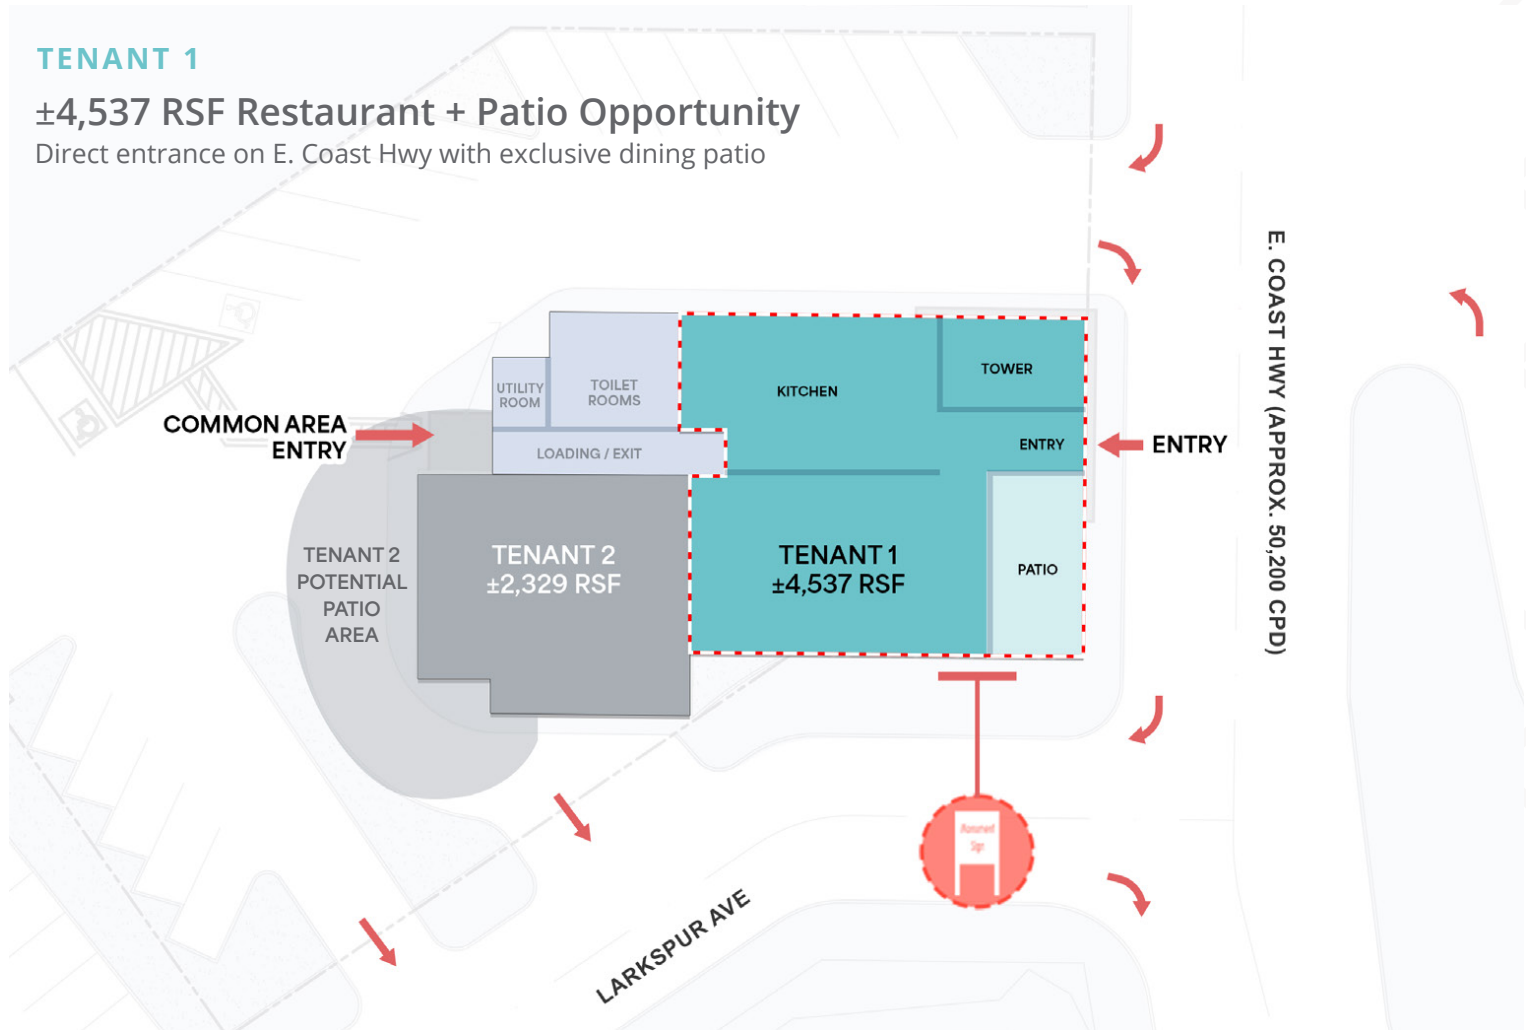 TENANT 1
±4,537 RSF Restaurant + Patio Opportunity
Direct entrance on E. Coast Hwy with exclusive dining patio
E. COAST HWY (APPROX. 50,200 CPD)
TOWER
KITCHEN
UTILITY
ROOM
TOILET
ROOMS
COMMON AREA
ENTRY
LOADING / EXIT
ENTRY
ENTRY
TENANT 2
POTENTIAL
PATIO
AREA
TENANT 2
±2,329 RSF
TENANT 1
±4,537 RSF
PATIO
Monument
Sign
LARKSPUR AVE